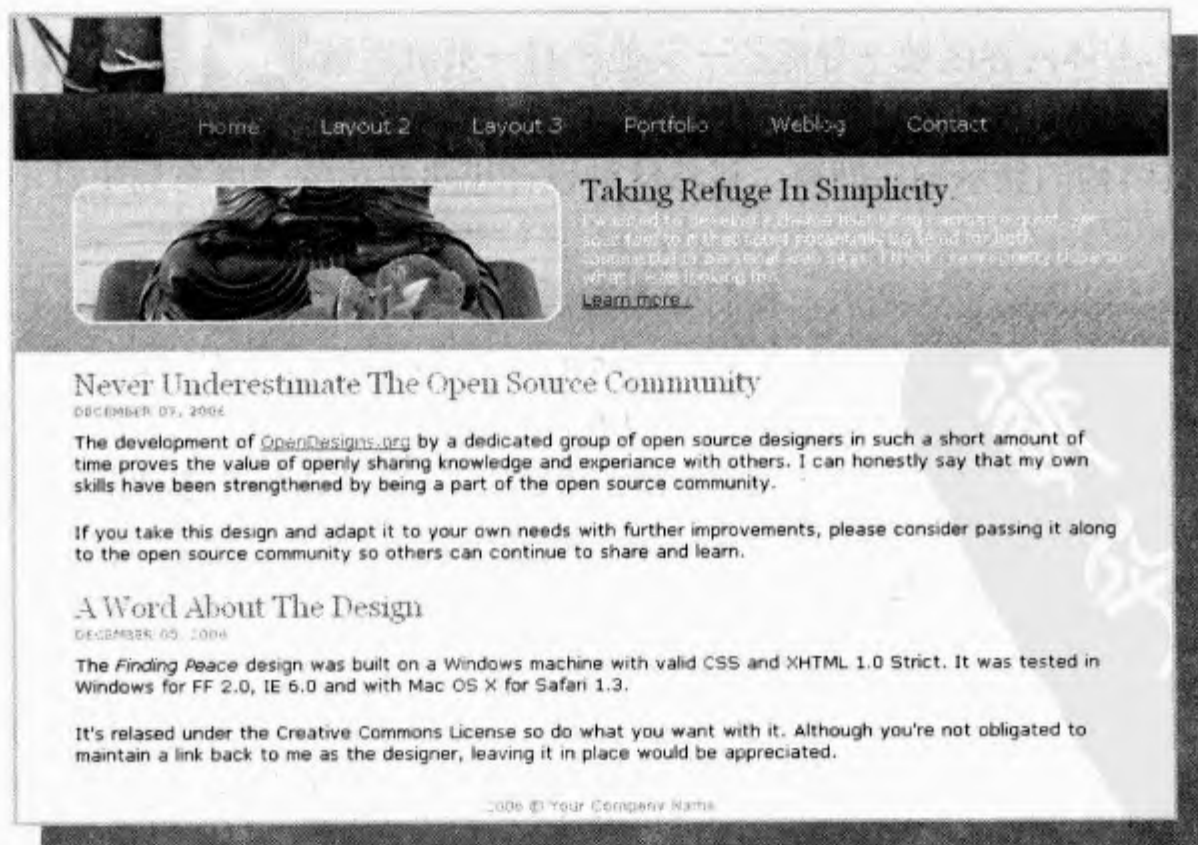 Home Layout 2 Layout 3 Portfolio Weblog Contact
Taking Refuge In Simplicity
Learn more
Never Underestimate The Open Source Community
DECEMBER 07, 2006
The development of OpenDesigns.org by a dedicated group of open source designers in such a short amount of
time proves the value of openly sharing knowledge and experiance with others. I can honestly say that my own
skills have been strengthened by being a part of the open source community.
If you take this design and adapt it to your own needs with further improvements, please consider passing it along
to the open source community so others can continue to share and learn.
A Word About The Design
DECEMBER 05, 2006
The Finding Peace design was built on a Windows machine with valid CSS and XHTML 1.0 Strict. It was tested in
Windows for FF 2.0, IE 6.0 and with Mac OS X for Safari 1.3.
It's relased under the Creative Commons License so do what you want with it. Although you're not obligated to
maintain a link back to me as the designer, leaving it in place would be appreciated.
2006 © Your Company Name